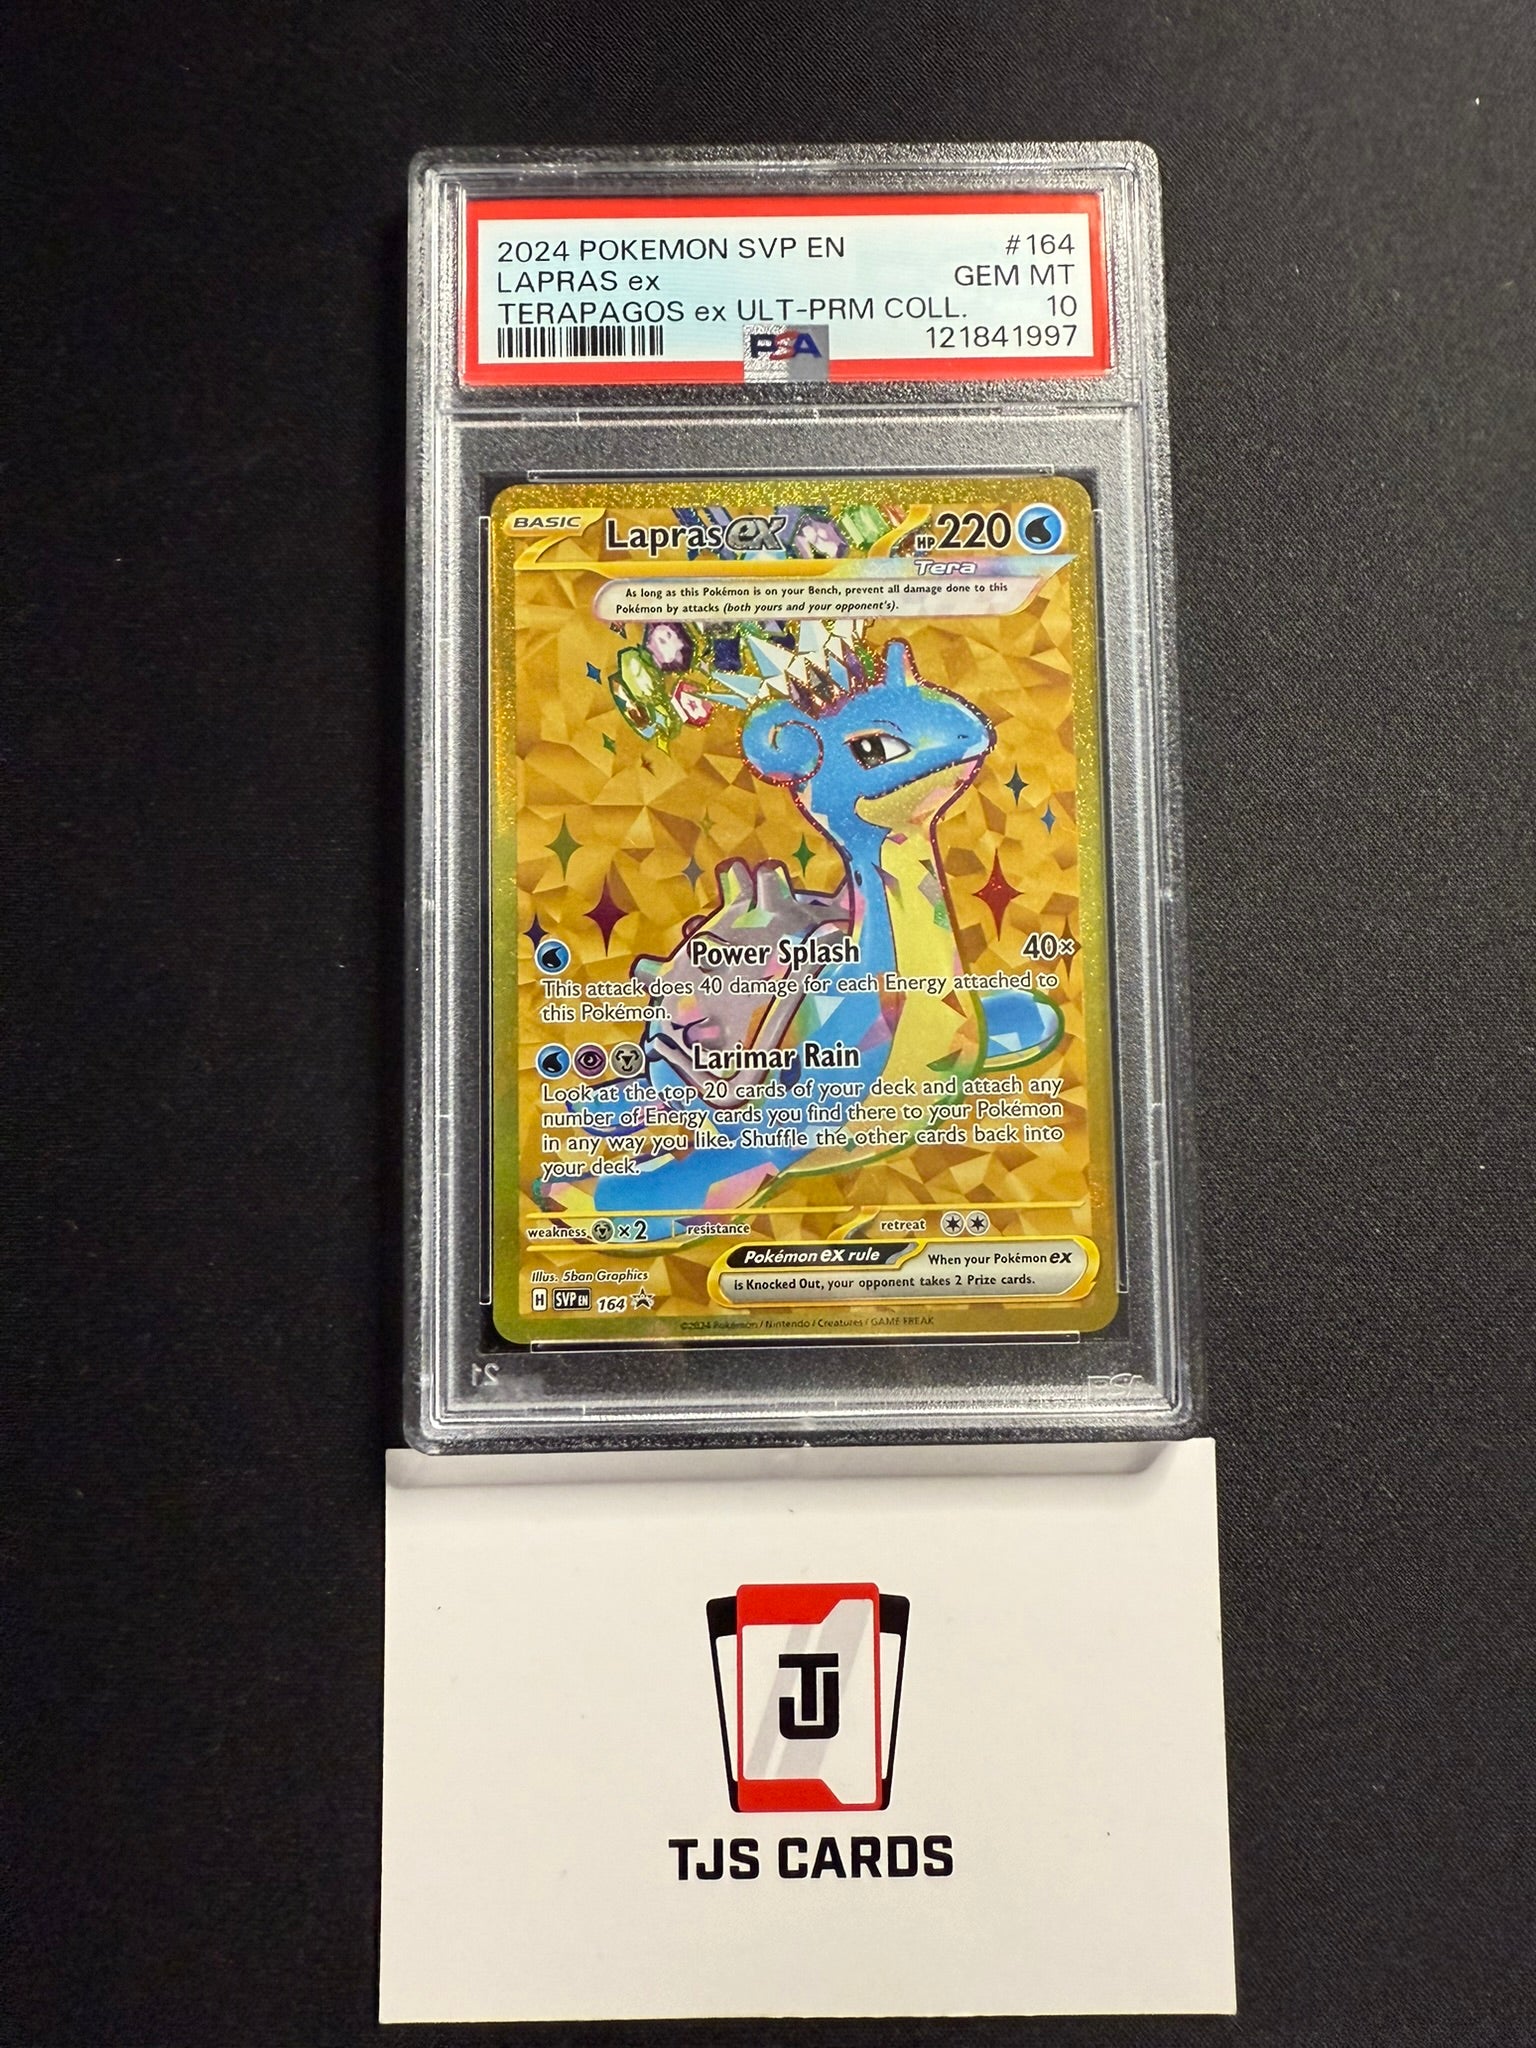 2024 POKEMON SVP EN #164
LAPRAS ex GEM MT
TERAPAGOS ex ULT-PRM COLL. 10
PSA 121841997
BASIC Lapras ex HP 220
Tera
As long as this Pokémon is on your Bench, prevent all damage done to this
Pokémon by attacks (both yours and your opponent's).
Power Splash 40×
This attack does 40 damage for each Energy attached to
this Pokémon.
Larimar Rain
Look at the top 20 cards of your deck and attach any
number of Energy cards you find there to your Pokémon
in any way you like. Shuffle the other cards back into
your deck.
weakness ×2 resistance retreat
Pokémon ex rule When your Pokémon ex
is Knocked Out, your opponent takes 2 Prize cards.
Illus. 5ban Graphics
H SVP EN 164
©2024 Pokémon / Nintendo / Creatures / GAME FREAK
21 PSA
TJ
TJS CARDS